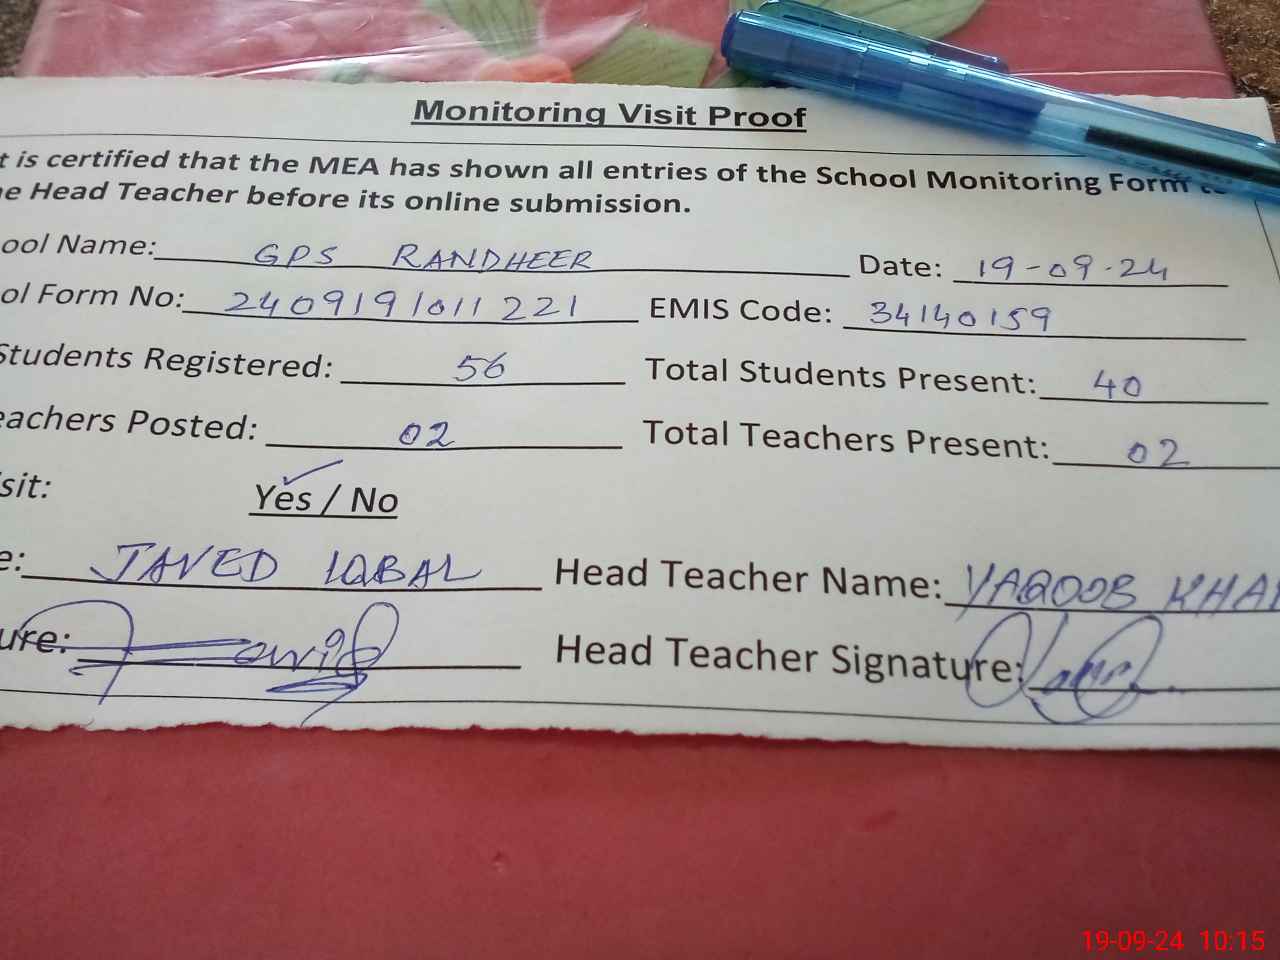 Monitoring Visit Proof
t is certified that the MEA has shown all entries of the School Monitoring Form to
e Head Teacher before its online submission.
ool Name: GPS RANDHEER Date: 19-09-24
ol Form No: 240919101 1221 EMIS Code: 34140159
Students Registered: 56 Total Students Present: 40
eachers Posted: 02 Total Teachers Present: 02
sit: Yes / No
e: JAVED IQBAL Head Teacher Name: YAQOOB KHA
ure: Head Teacher Signature:
19-09-24 10:15